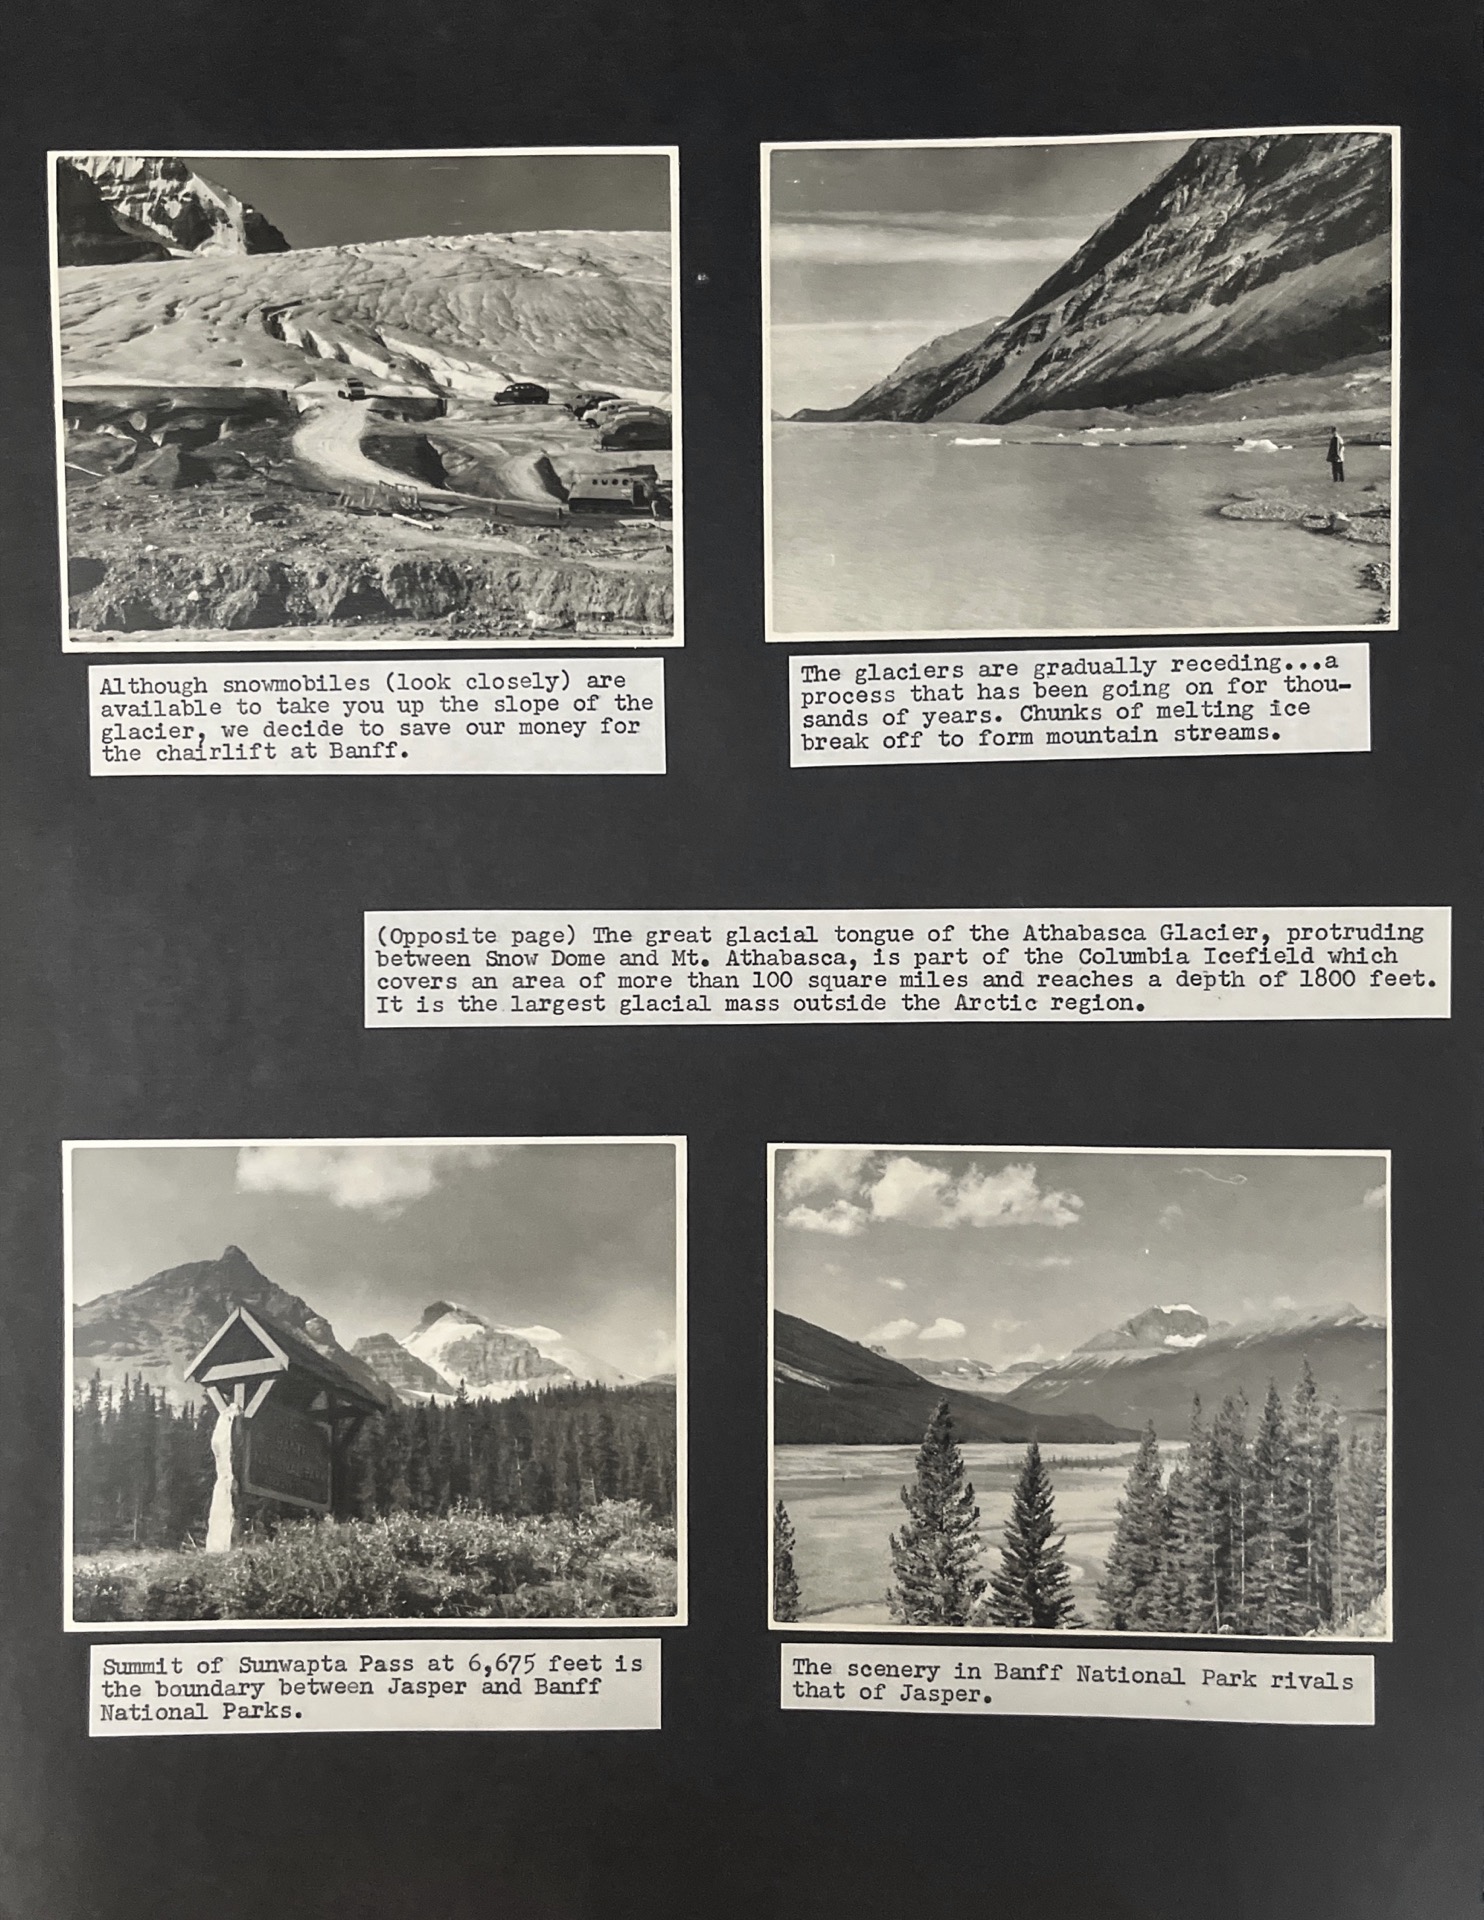 Although snowmobiles (look closely) are
available to take you up the slope of the
glacier, we decide to save our money for
the chairlift at Banff.
The glaciers are gradually receding...a
process that has been going on for thou-
sands of years. Chunks of melting ice
break off to form mountain streams.
(Opposite page) The great glacial tongue of the Athabasca Glacier, protruding
between Snow Dome and Mt. Athabasca, is part of the Columbia Icefield which
covers an area of more than 100 square miles and reaches a depth of 1800 feet.
It is the largest glacial mass outside the Arctic region.
Summit of Sunwapta Pass at 6,675 feet is
the boundary between Jasper and Banff
National Parks.
The scenery in Banff National Park rivals
that of Jasper.